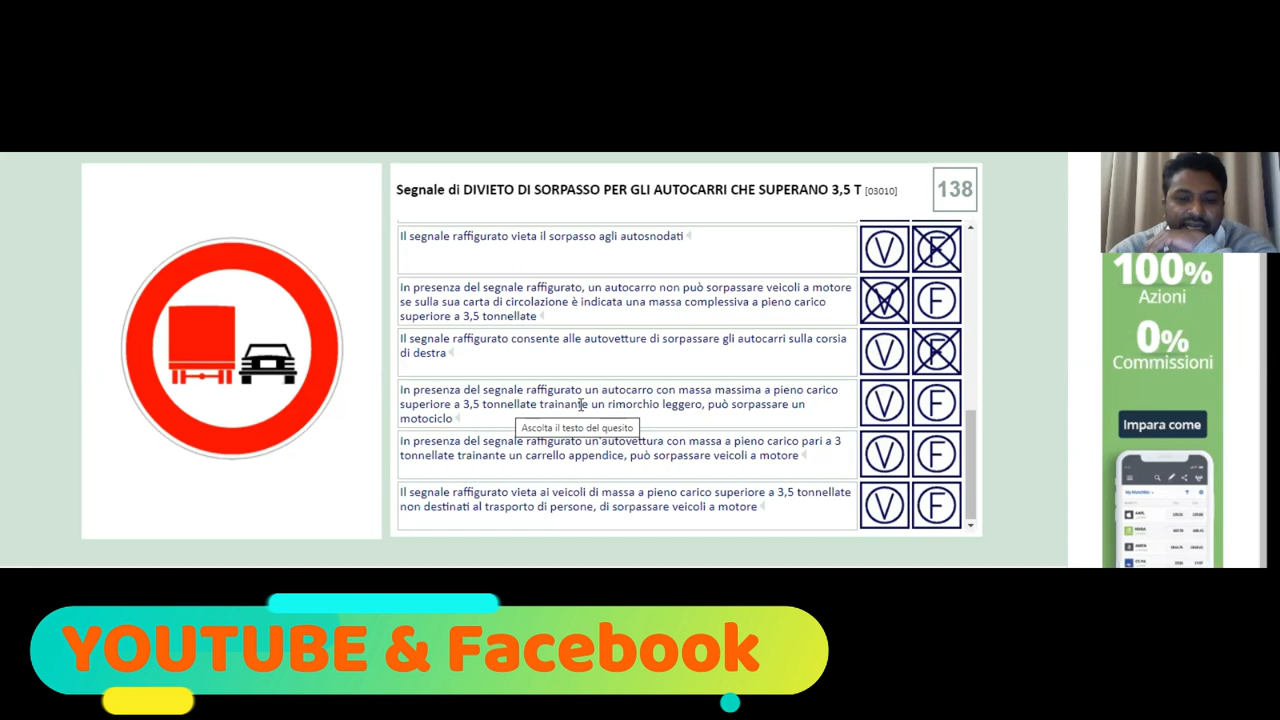 Segnale di DIVIETO DI SORPASSO PER GLI AUTOCARRI CHE SUPERANO 3,5 T [03010]
138
Il segnale raffigurato vieta il sorpasso agli autosnodati
V F
In presenza del segnale raffigurato, un autocarro non può sorpassare veicoli a motore
se sulla sua carta di circolazione è indicata una massa complessiva a pieno carico
superiore a 3,5 tonnellate
V F
Il segnale raffigurato consente alle autovetture di sorpassare gli autocarri sulla corsia
di destra
V F
In presenza del segnale raffigurato un autocarro con massa massima a pieno carico
superiore a 3,5 tonnellate trainante un rimorchio leggero, può sorpassare un
motociclo
V F
Ascolta il testo del quesito
In presenza del segnale raffigurato un'autovettura con massa a pieno carico pari a 3
tonnellate trainante un carrello appendice, può sorpassare veicoli a motore
V F
Il segnale raffigurato vieta ai veicoli di massa a pieno carico superiore a 3,5 tonnellate
non destinati al trasporto di persone, di sorpassare veicoli a motore
V F
100%
Azioni
0%
Commissioni
Impara come
YOUTUBE & Facebook